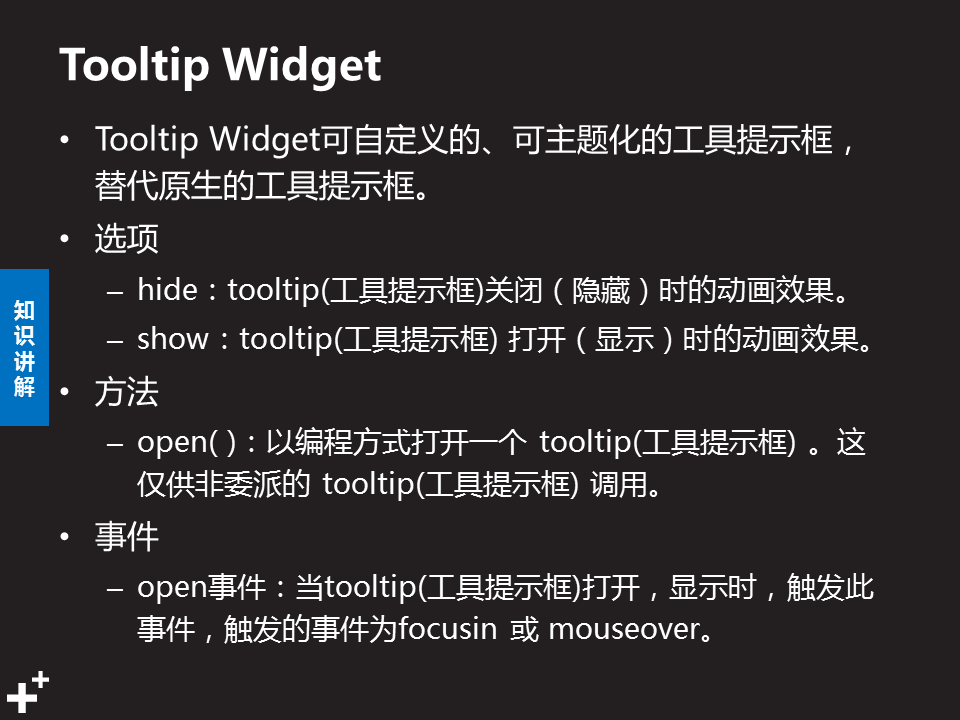 Tooltip Widget
• Tooltip Widget可自定义的、可主题化的工具提示框，
替代原生的工具提示框。
• 选项
– hide：tooltip(工具提示框)关闭（隐藏）时的动画效果。
– show：tooltip(工具提示框) 打开（显示）时的动画效果。
• 方法
– open( )：以编程方式打开一个 tooltip(工具提示框) 。这
仅供非委派的 tooltip(工具提示框) 调用。
• 事件
– open事件：当tooltip(工具提示框)打开，显示时，触发此
事件，触发的事件为focusin 或 mouseover。
知
识
讲
解